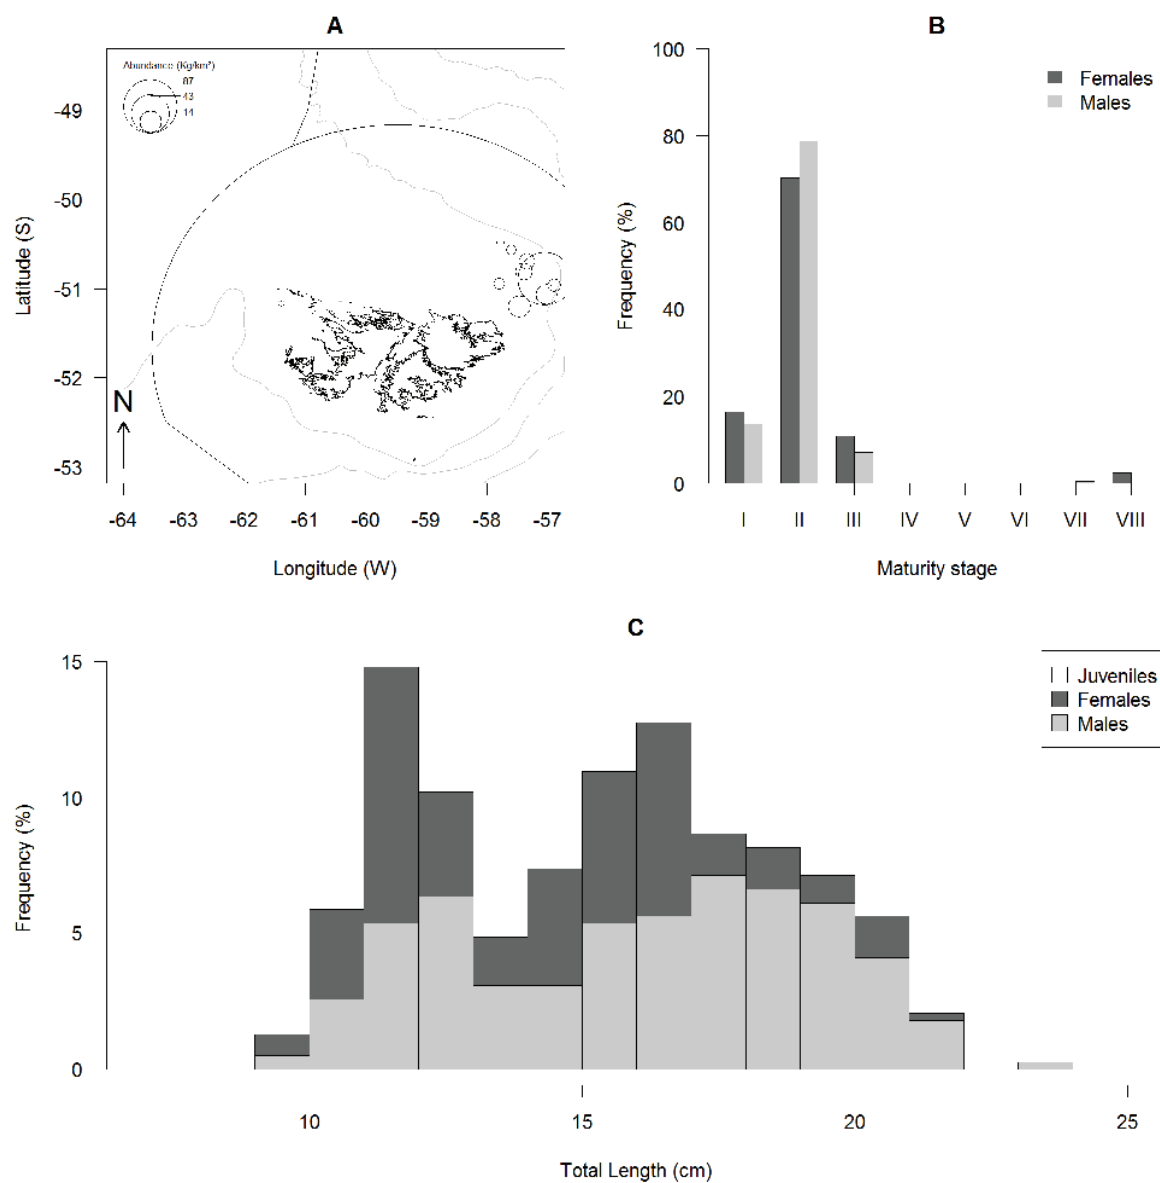 A
Abundance (Kg/km²)
87
43
14
-49
-50
-51
-52
-53
Latitude (S)
N
-64 -63 -62 -61 -60 -59 -58 -57
Longitude (W)
B
100
80
60
40
20
0
Frequency (%)
Females
Males
I II III IV V VI VII VIII
Maturity stage
C
15
10
5
0
Frequency (%)
Juveniles
Females
Males
10 15 20 25
Total Length (cm)